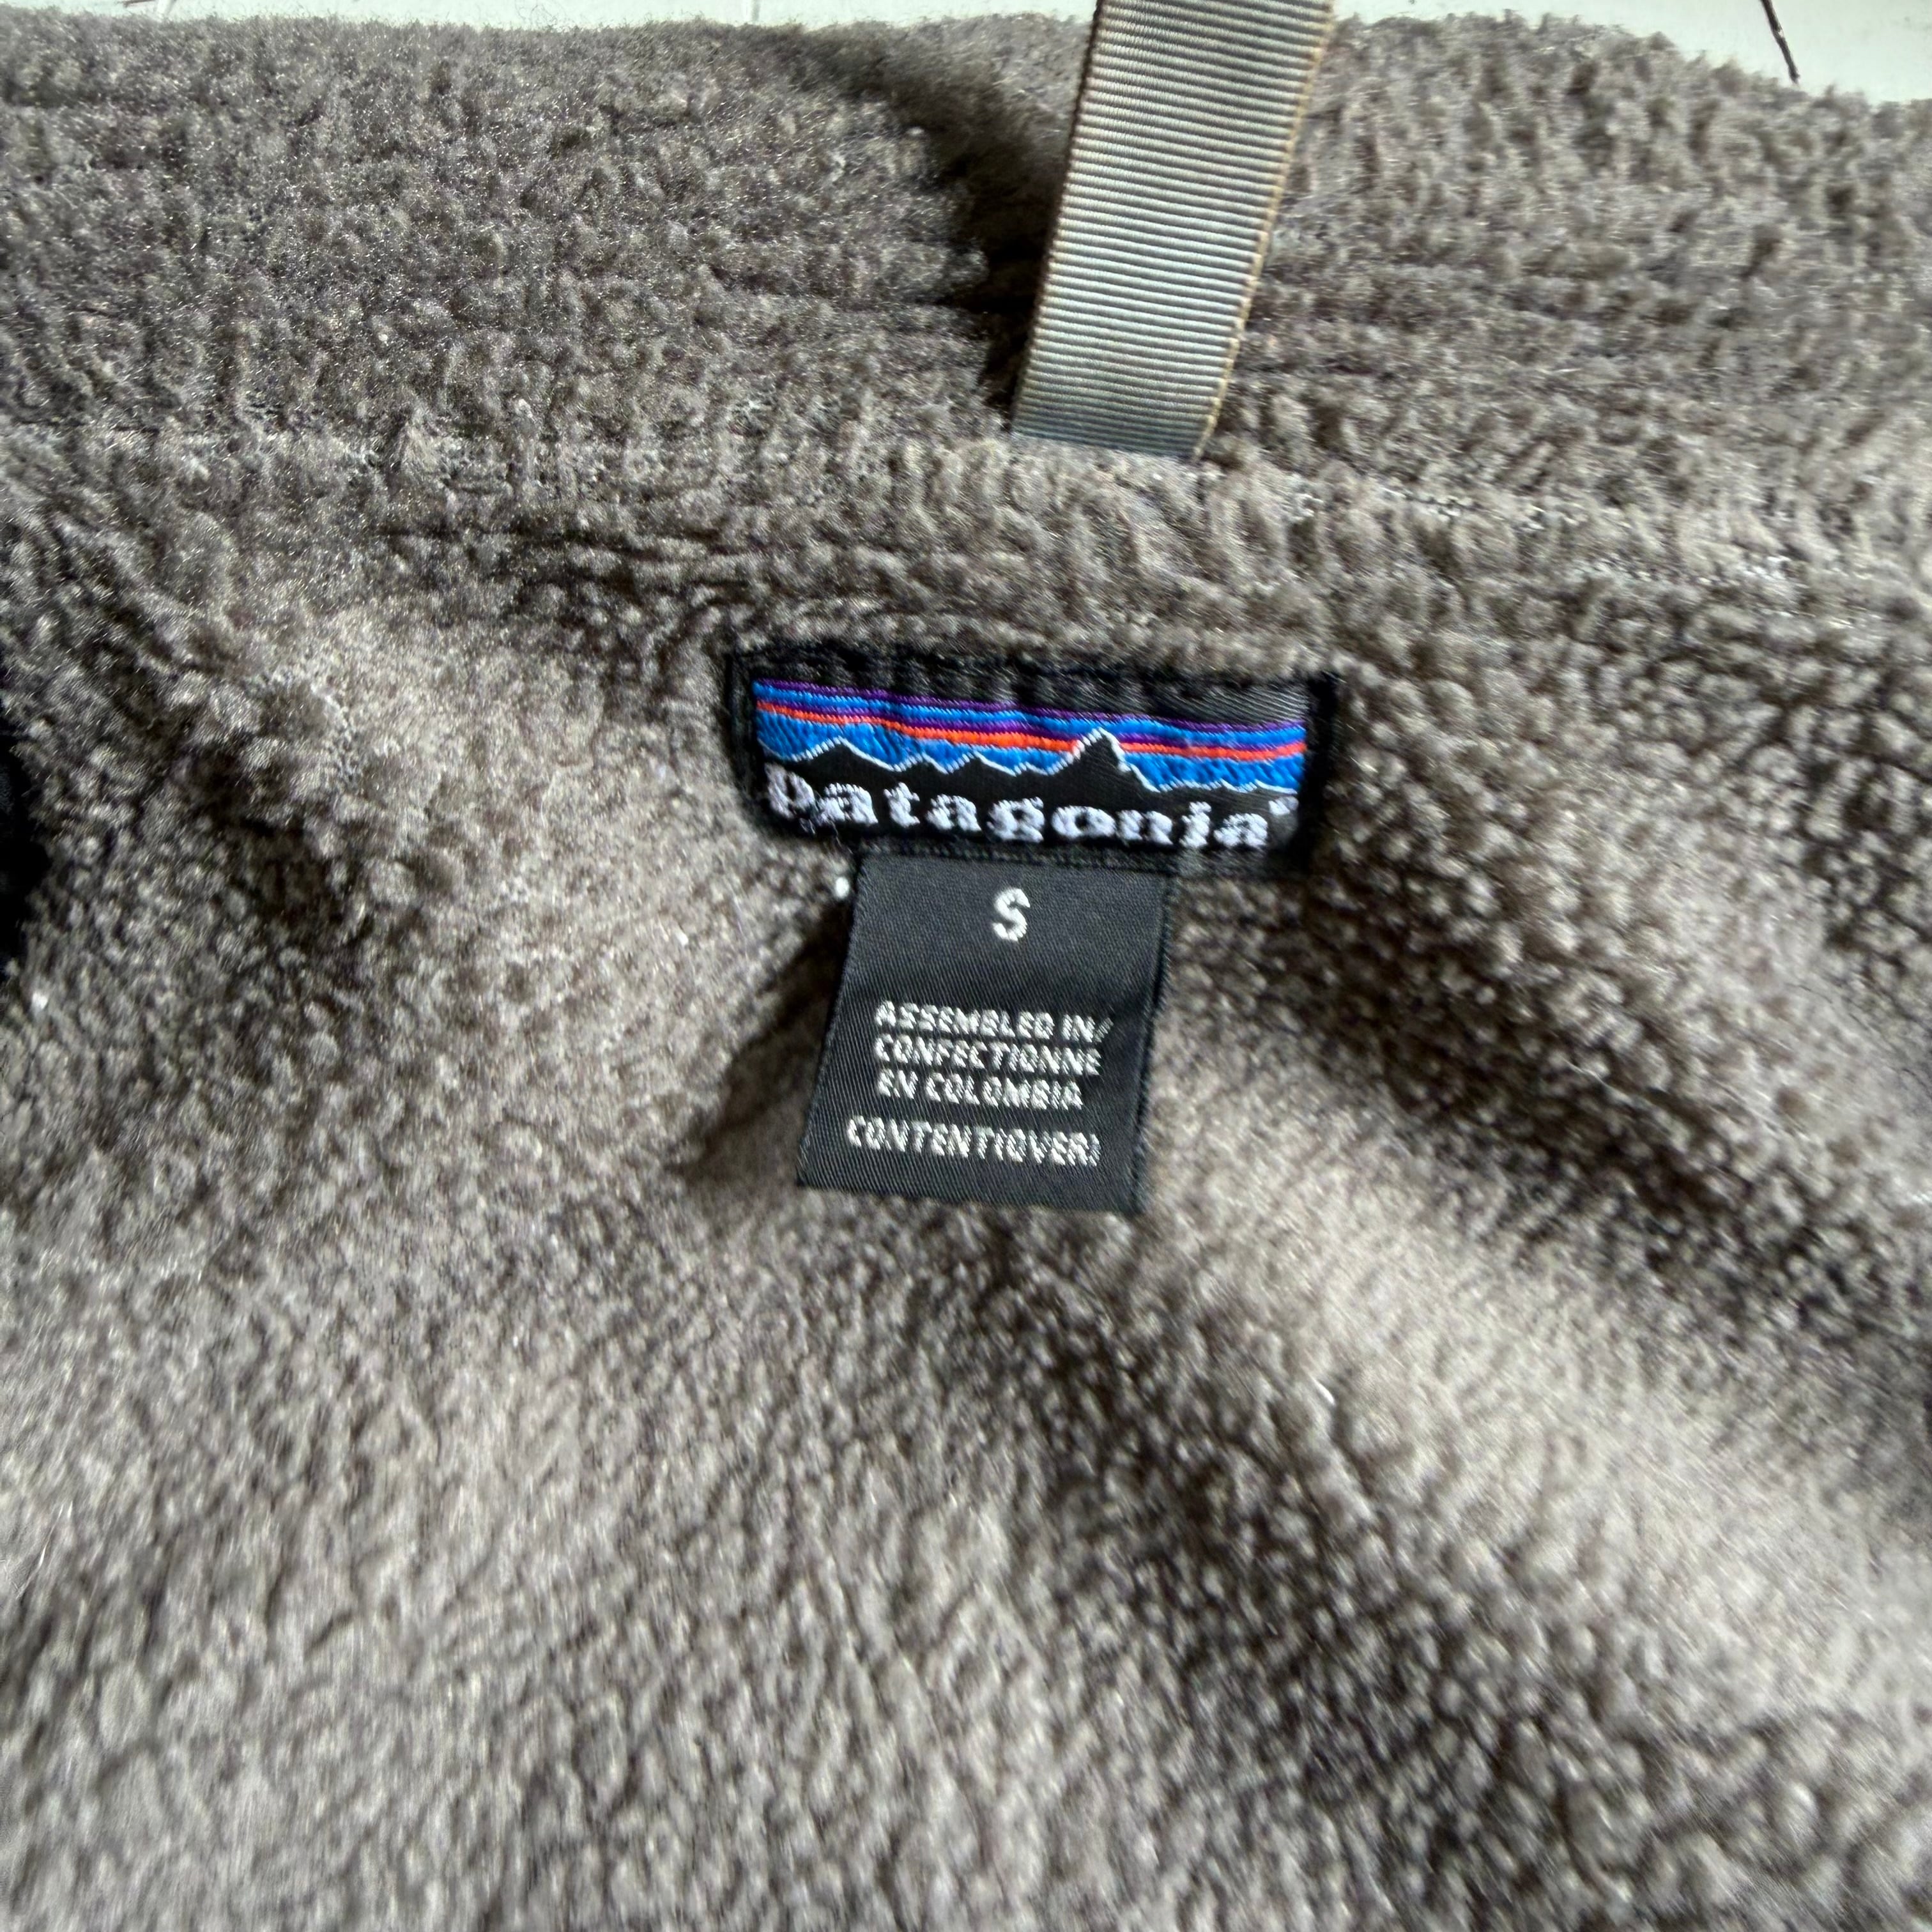 patagonia®
S
ASSEMBLED IN/
CONFECTIONNE
EN COLOMBIA
CONTENT(OVER)